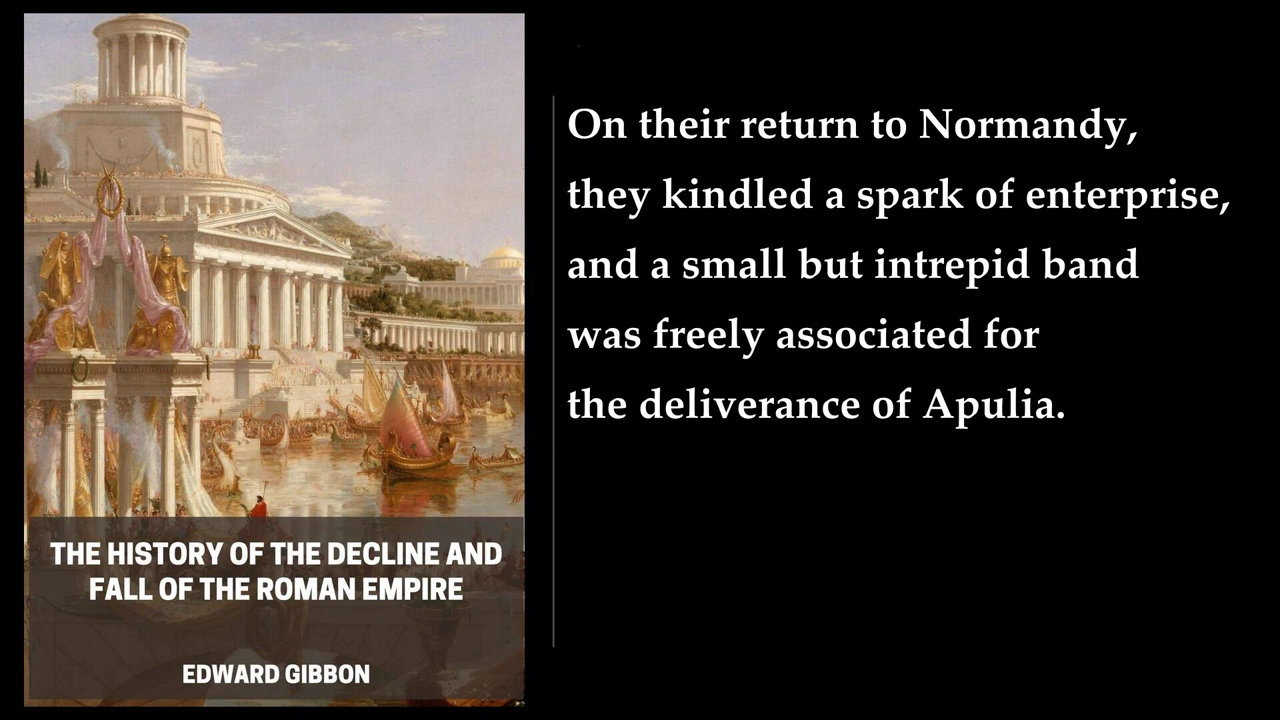 THE HISTORY OF THE DECLINE AND
FALL OF THE ROMAN EMPIRE
EDWARD GIBBON
On their return to Normandy,
they kindled a spark of enterprise,
and a small but intrepid band
was freely associated for
the deliverance of Apulia.